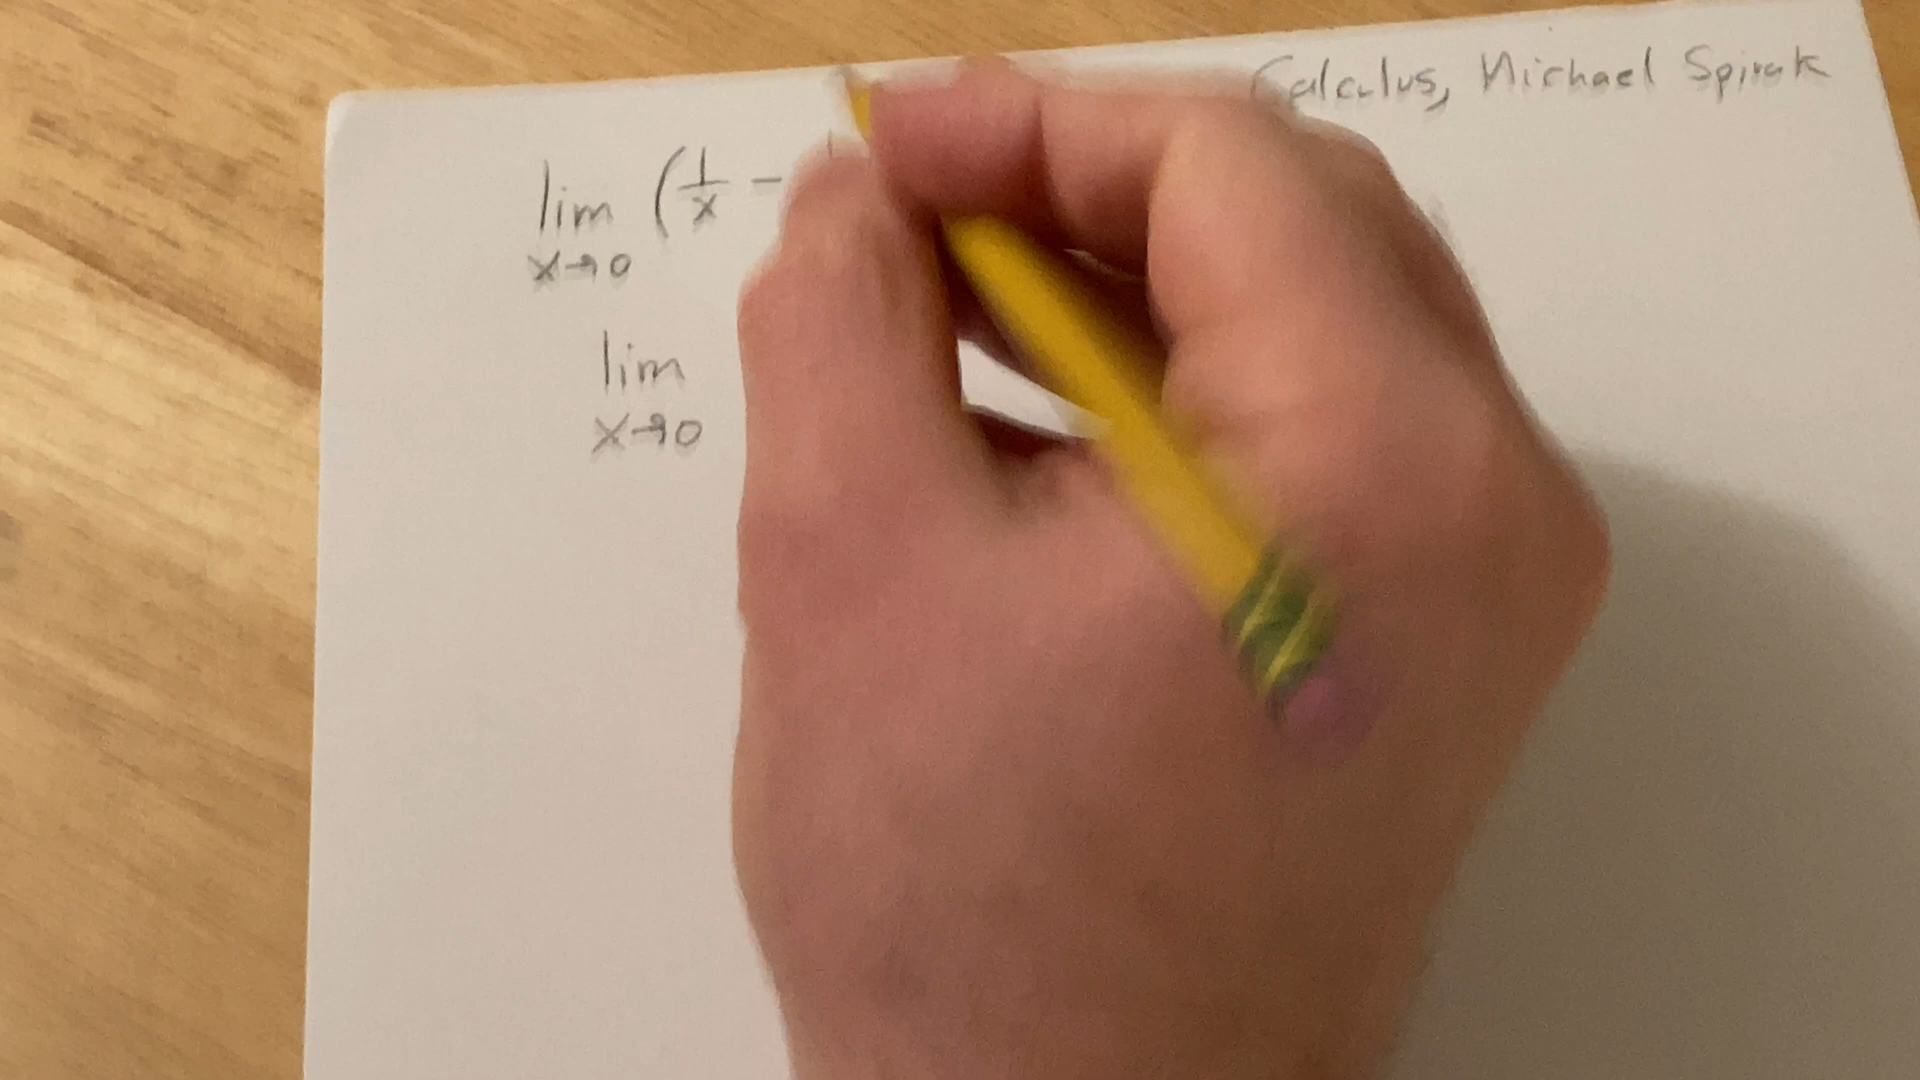 Calculus, Michael Spivak
lim (1/x -
x→0
lim
x→0